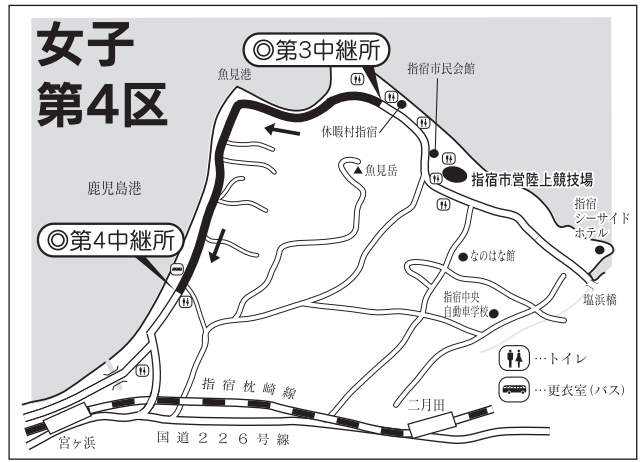 女子
第4区
◎第3中継所
魚見港
指宿市民会館
休暇村指宿
魚見岳
鹿児島港
指宿市営陸上競技場
指宿
シーサイド
ホテル
◎第4中継所
なのはな館
指宿中央
自動車学校
塩浜橋
…トイレ
…更衣室(バス)
指宿枕崎線
二月田
宮ヶ浜
国道226号線